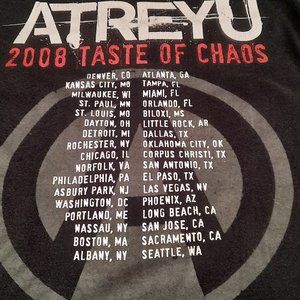 ATREYU
2008 TASTE OF CHAOS
DENVER, CO ATLANTA, GA
KANSAS CITY, MO TAMPA, FL
MILWAUKEE, WI MIAMI, FL
ST. PAUL, MN ORLANDO, FL
ST. LOUIS, MO BILOXI, MS
DAYTON, OH LITTLE ROCK, AR
DETROIT, MI DALLAS, TX
ROCHESTER, NY OKLAHOMA CITY, OK
CHICAGO, IL CORPUS CHRISTI, TX
NORFOLK, VA SAN ANTONIO, TX
PHILADELPHIA, PA EL PASO, TX
ASBURY PARK, NJ LAS VEGAS, NV
WASHINGTON, DC PHOENIX, AZ
PORTLAND, ME LONG BEACH, CA
NASSAU, NY SAN JOSE, CA
BOSTON, MA SACRAMENTO, CA
ALBANY, NY SEATTLE, WA